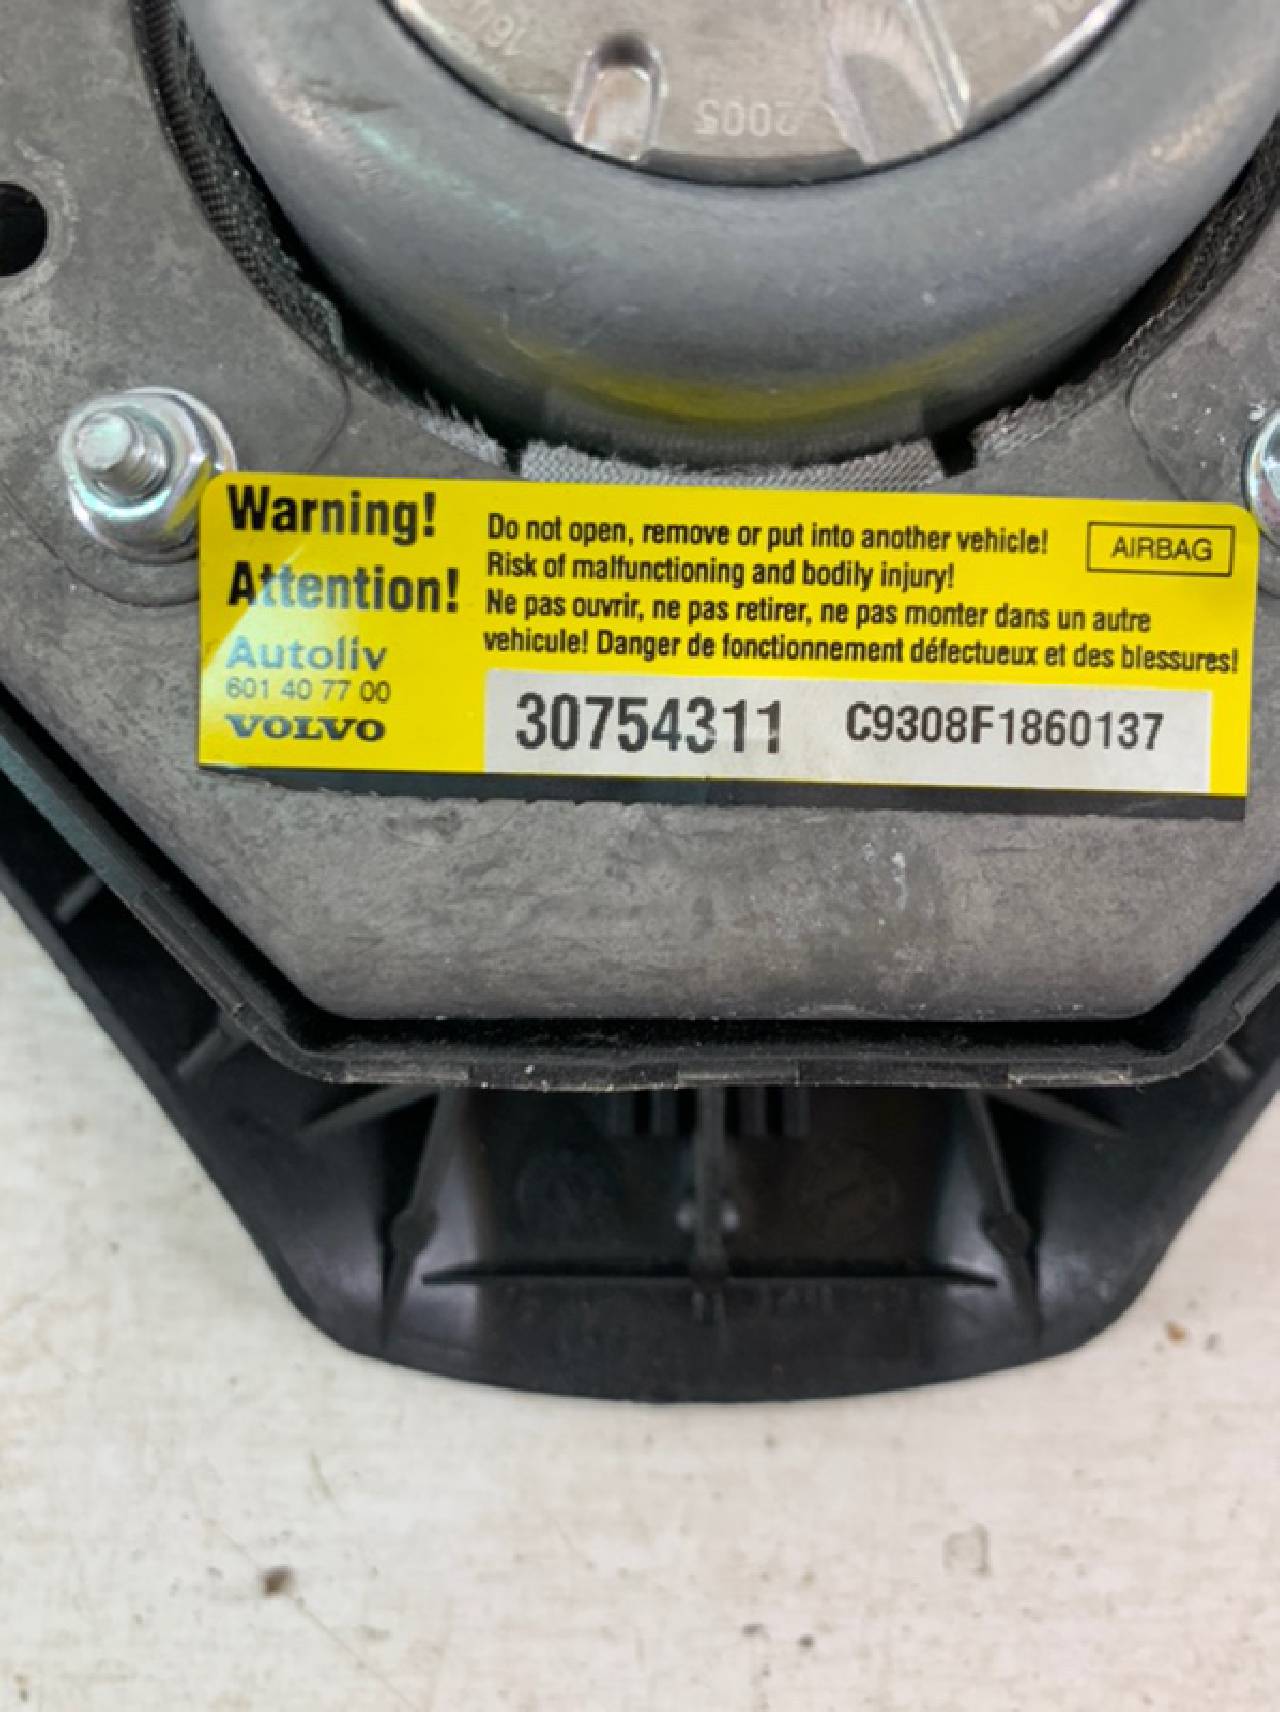 2005
Warning!
Attention!
Autoliv
601 40 77 00
VOLVO
Do not open, remove or put into another vehicle!
Risk of malfunctioning and bodily injury!
Ne pas ouvrir, ne pas retirer, ne pas monter dans un autre
vehicule! Danger de fonctionnement défectueux et des blessures!
AIRBAG
30754311 C9308F1860137